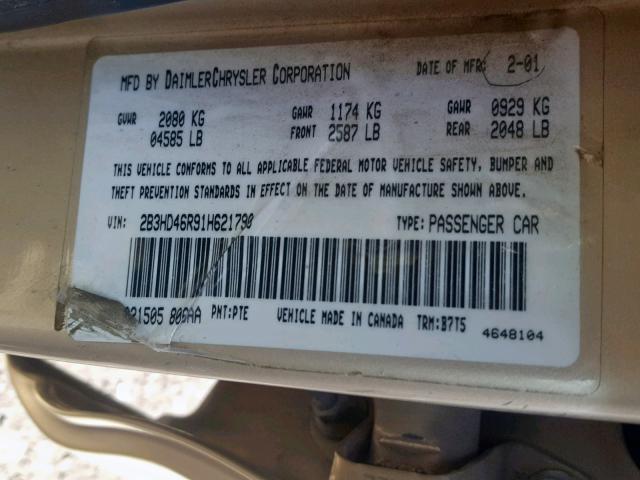 MFD BY DAIMLERCHRYSLER CORPORATION DATE OF MFR: 2-01
GVWR 2080 KG GAWR 1174 KG GAWR 0929 KG
04585 LB FRONT 2587 LB REAR 2048 LB
THIS VEHICLE CONFORMS TO ALL APPLICABLE FEDERAL MOTOR VEHICLE SAFETY, BUMPER AND
THEFT PREVENTION STANDARDS IN EFFECT ON THE DATE OF MANUFACTURE SHOWN ABOVE.
VIN: 2B3HD46R91H621790 TYPE: PASSENGER CAR
PNT:PTE VEHICLE MADE IN CANADA TRM:B7T5
4648104